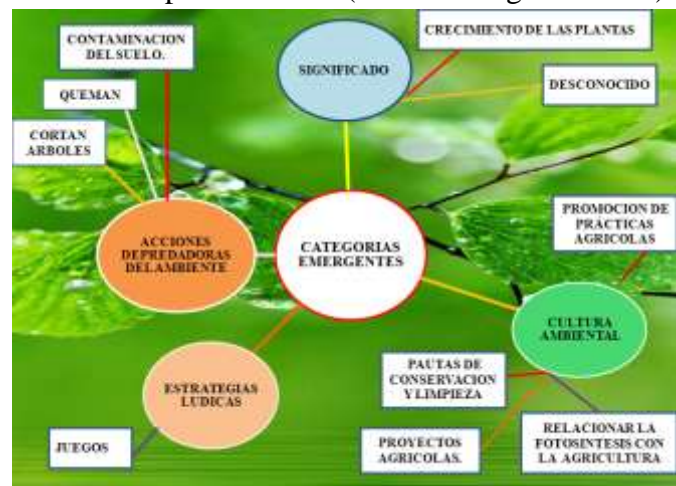 CRECIMIENTO DE LAS PLANTAS
CONTAMINACION
DEL SUELO.
SIGNIFICADO
DESCONOCIDO
QUEMAN
CORTAN
ARBOLES
PROMOCION DE
PRÁCTICAS
AGRICOLAS
ACCIONES
DEPREDADORAS
DEL AMBIENTE
CATEGORIAS
EMERGENTES
CULTURA
AMBIENTAL
PAUTAS DE
CONSERVACION
Y LIMPIEZA
ESTRATEGIAS
LUDICAS
JUEGOS
PROYECTOS
AGRICOLAS.
RELACIONAR LA
FOTOSINTESIS CON
LA AGRICULTURA